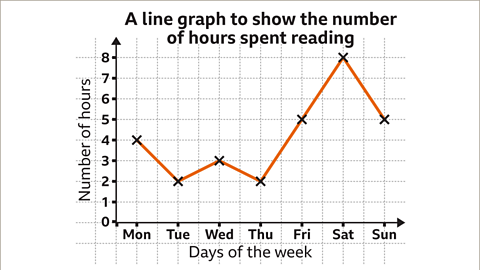 A line graph to show the number
of hours spent reading
Number of hours
8
7
6
5
4
3
2
1
0
Mon Tue Wed Thu Fri Sat Sun
Days of the week